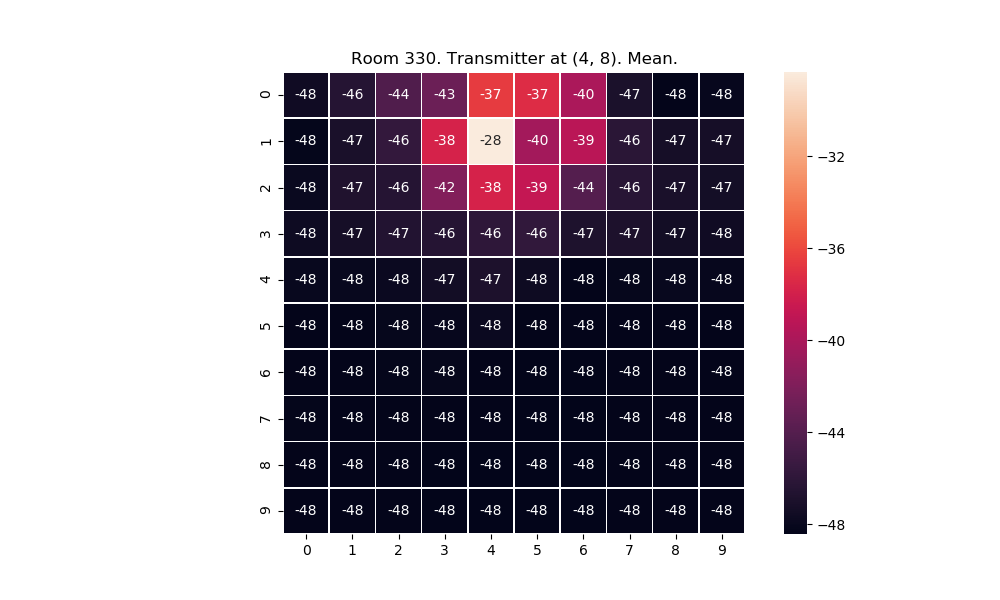 Room 330. Transmitter at (4, 8). Mean.
0 -48 -46 -44 -43 -37 -37 -40 -47 -48 -48
1 -48 -47 -46 -38 -28 -40 -39 -46 -47 -47
2 -48 -47 -46 -42 -38 -39 -44 -46 -47 -47
3 -48 -47 -47 -46 -46 -46 -47 -47 -47 -48
4 -48 -48 -48 -47 -47 -48 -48 -48 -48 -48
5 -48 -48 -48 -48 -48 -48 -48 -48 -48 -48
6 -48 -48 -48 -48 -48 -48 -48 -48 -48 -48
7 -48 -48 -48 -48 -48 -48 -48 -48 -48 -48
8 -48 -48 -48 -48 -48 -48 -48 -48 -48 -48
9 -48 -48 -48 -48 -48 -48 -48 -48 -48 -48
0 1 2 3 4 5 6 7 8 9
−32
−36
−40
−44
−48